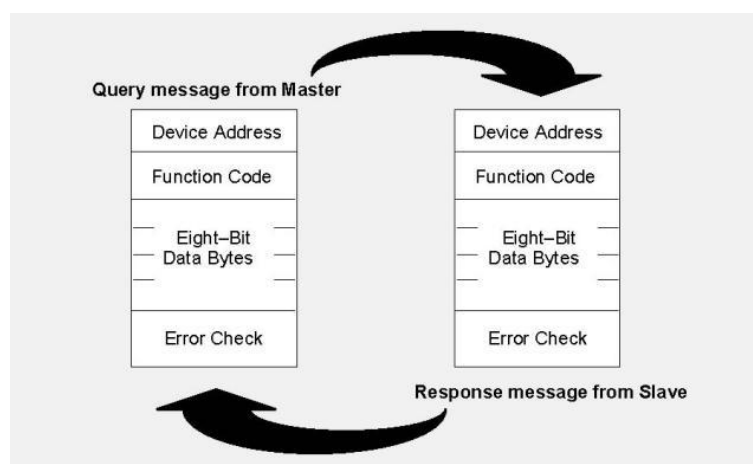 Query message from Master
Device Address
Function Code
Eight–Bit
Data Bytes
Error Check
Device Address
Function Code
Eight–Bit
Data Bytes
Error Check
Response message from Slave